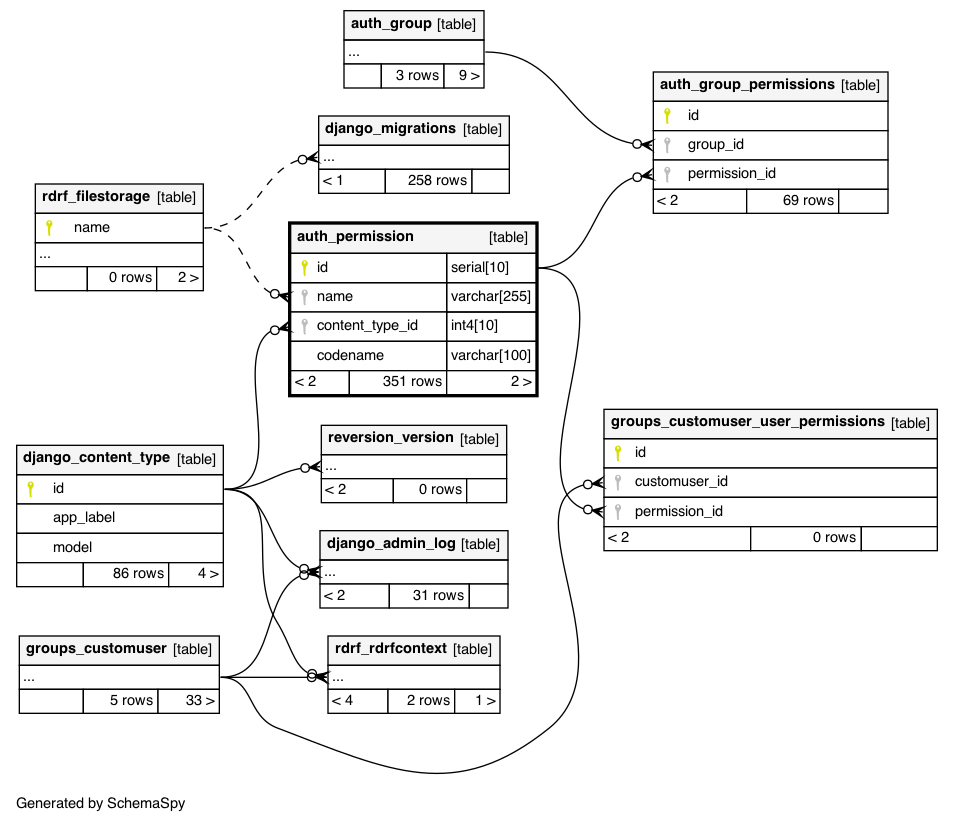 auth_group [table]
...
3 rows 9 >
auth_group_permissions [table]
id
group_id
permission_id
< 2 69 rows
django_migrations [table]
...
< 1 258 rows
rdrf_filestorage [table]
name
...
0 rows 2 >
auth_permission [table]
id serial[10]
name varchar[255]
content_type_id int4[10]
codename varchar[100]
< 2 351 rows 2 >
groups_customuser_user_permissions [table]
id
customuser_id
permission_id
< 2 0 rows
reversion_version [table]
...
< 2 0 rows
django_content_type [table]
id
app_label
model
86 rows 4 >
django_admin_log [table]
...
< 2 31 rows
groups_customuser [table]
...
5 rows 33 >
rdrf_rdrfcontext [table]
...
< 4 2 rows 1 >
Generated by SchemaSpy